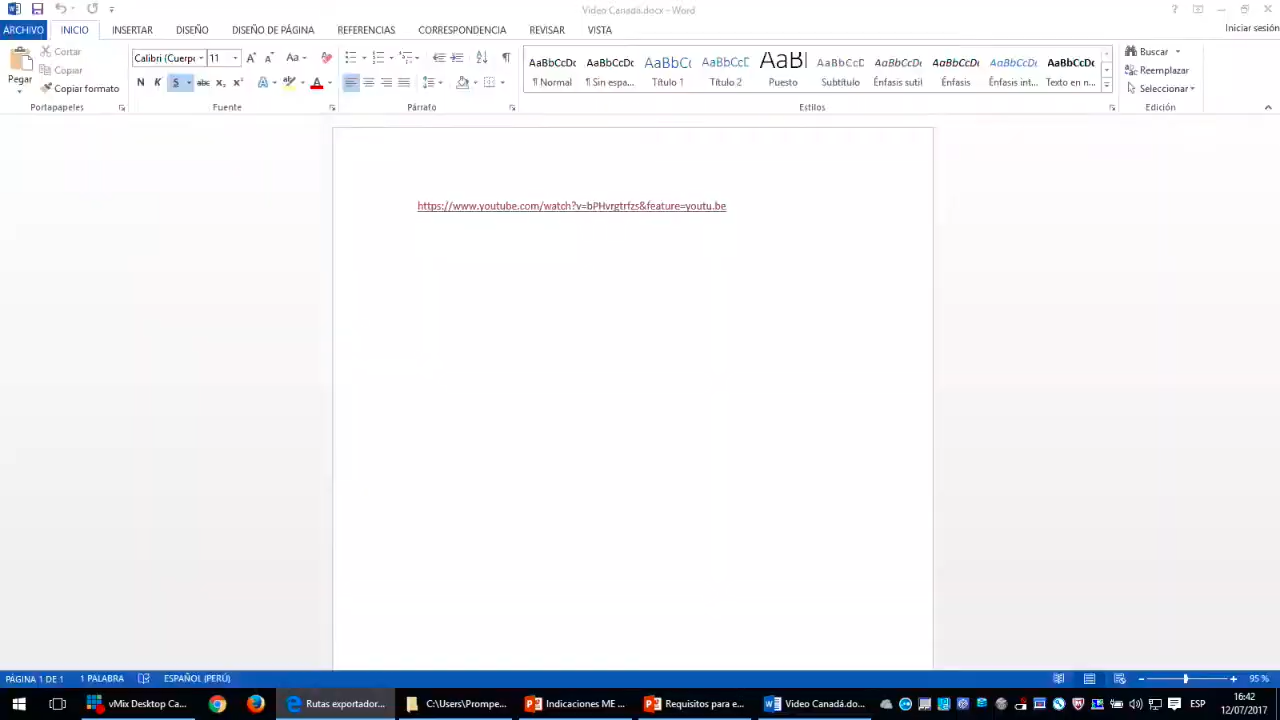 Video Canadá.docx - Word
ARCHIVO INICIO INSERTAR DISEÑO DISEÑO DE PÁGINA REFERENCIAS CORRESPONDENCIA REVISAR VISTA Iniciar sesión
Pegar
Cortar
Copiar
Copiar formato
Portapapeles
Calibri (Cuerp 11
Fuente
Párrafo
AaBbCcDc AaBbCcDc AaBbC( AaBbCcD AaB AaBbCcD AaBbCcDc AaBbCcDc AaBbCcDc AaBbCcDc
¶ Normal ¶ Sin espa... Título 1 Título 2 Puesto Subtítulo Énfasis sutil Énfasis Énfasis int... Texto en n...
Estilos
Buscar
Reemplazar
Seleccionar
Edición
https://www.youtube.com/watch?v=bPHvrgtrfzs&feature=youtu.be
PÁGINA 1 DE 1 1 PALABRA ESPAÑOL (PERÚ) 95 %
vMix Desktop Ca... Rutas exportador... C:\Users\Prompe... Indicaciones ME ... Requisitos para e... Video Canadá.do... ESP
16:42
12/07/2017